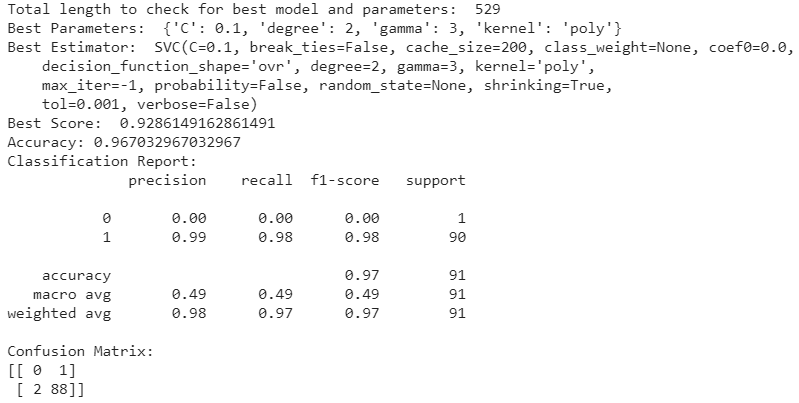 Total length to check for best model and parameters:  529
Best Parameters:  {'C': 0.1, 'degree': 2, 'gamma': 3, 'kernel': 'poly'}
Best Estimator:  SVC(C=0.1, break_ties=False, cache_size=200, class_weight=None, coef0=0.0,
    decision_function_shape='ovr', degree=2, gamma=3, kernel='poly',
    max_iter=-1, probability=False, random_state=None, shrinking=True,
    tol=0.001, verbose=False)
Best Score:  0.9286149162861491
Accuracy: 0.967032967032967
Classification Report:
              precision    recall  f1-score   support

           0       0.00      0.00      0.00         1
           1       0.99      0.98      0.98        90

    accuracy                           0.97        91
   macro avg       0.49      0.49      0.49        91
weighted avg       0.98      0.97      0.97        91

Confusion Matrix:
[[ 0  1]
 [ 2 88]]